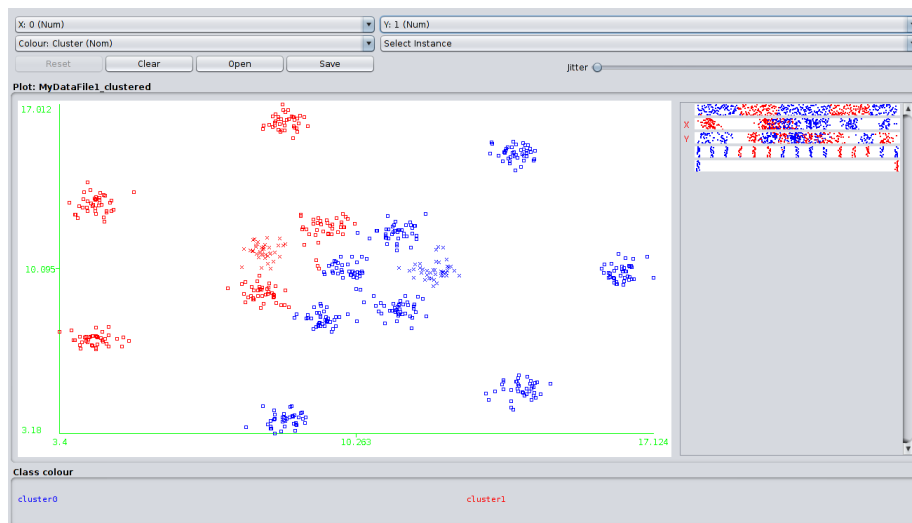 X: 0 (Num) Y: 1 (Num)
Colour: Cluster (Nom) Select Instance
Reset Clear Open Save Jitter
Plot: MyDataFile1_clustered
17.012
X
Y
10.095
3.18
3.4 10.263 17.124
Class colour
cluster0 cluster1